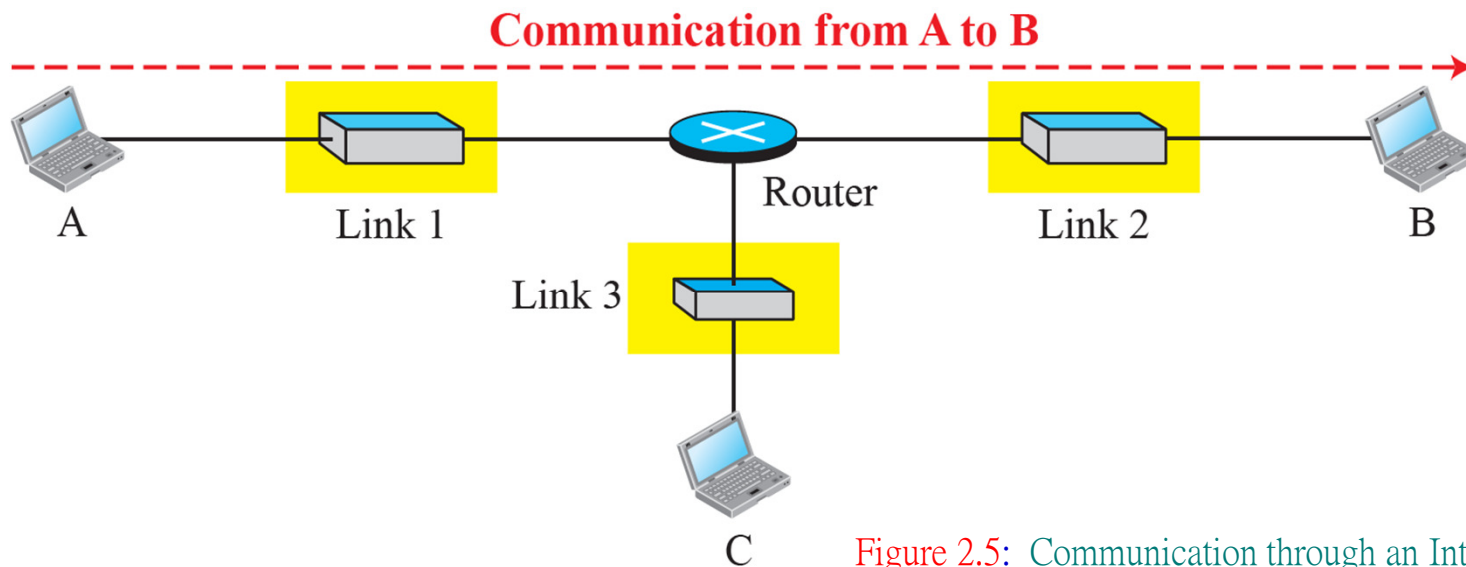 Communication from A to B
A
Link 1
Router
Link 2
B
Link 3
C
Figure 2.5: Communication through an Int